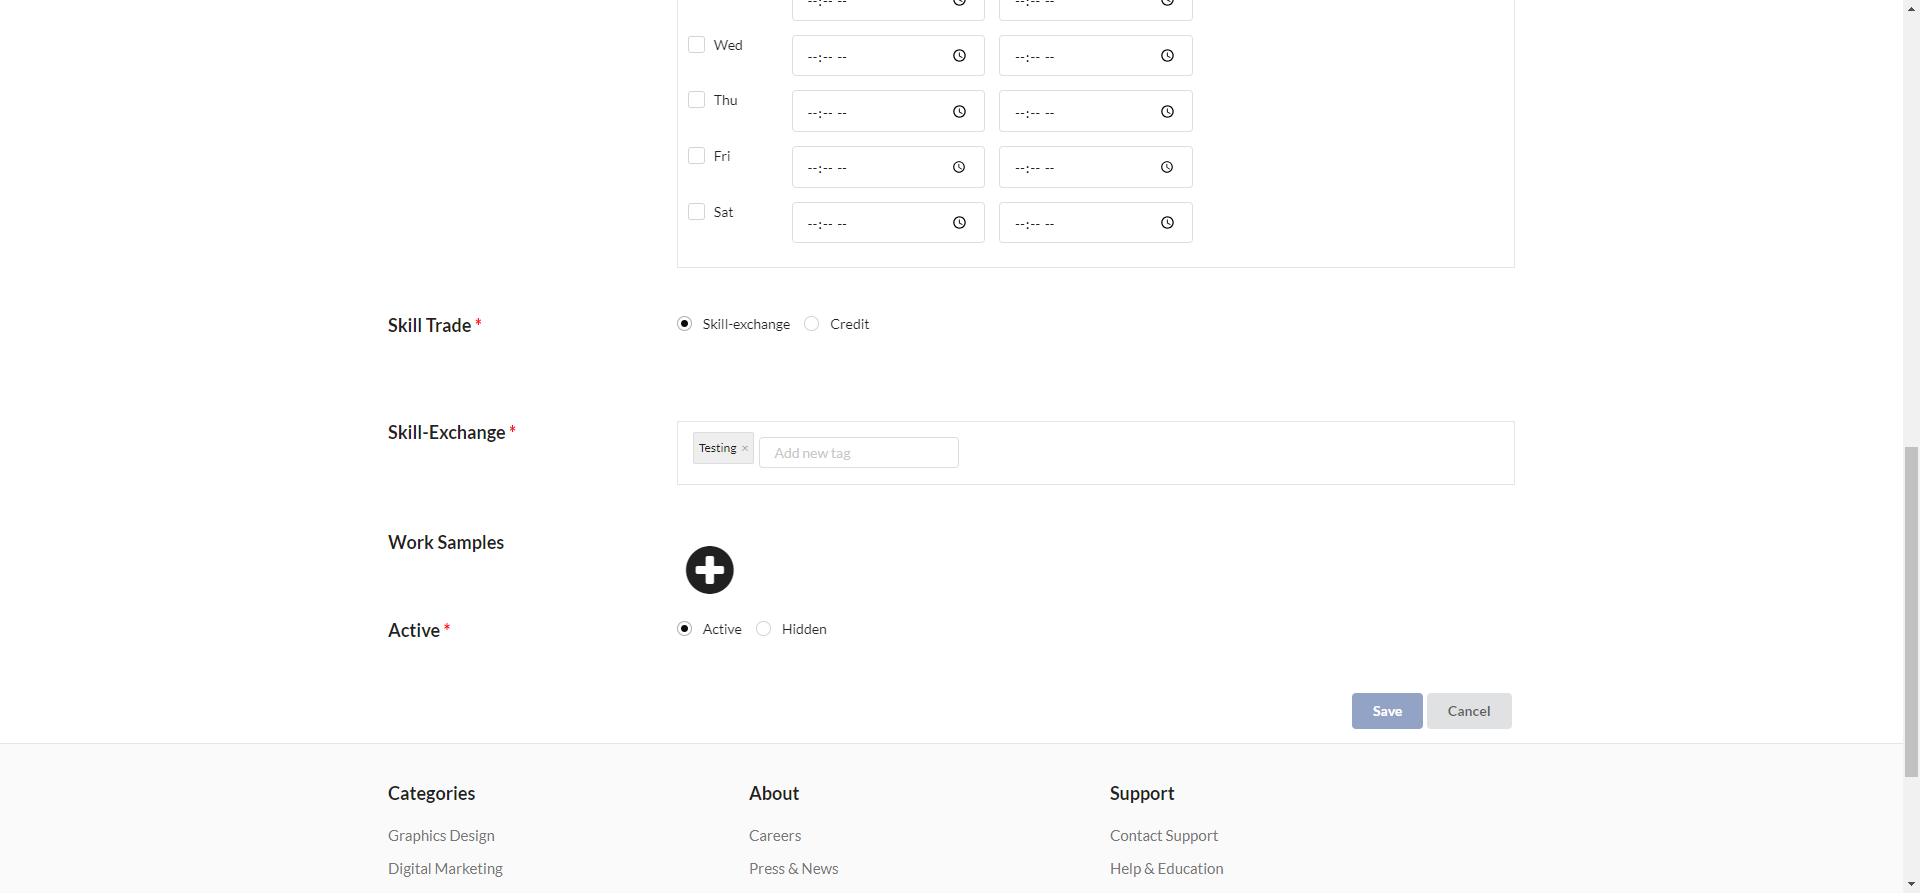 --:-- -- --:-- --
Wed --:-- -- --:-- --
Thu --:-- -- --:-- --
Fri --:-- -- --:-- --
Sat --:-- -- --:-- --
Skill Trade * Skill-exchange Credit
Skill-Exchange * Testing × Add new tag
Work Samples
Active * Active Hidden
Save Cancel
Categories About Support
Graphics Design Careers Contact Support
Digital Marketing Press & News Help & Education